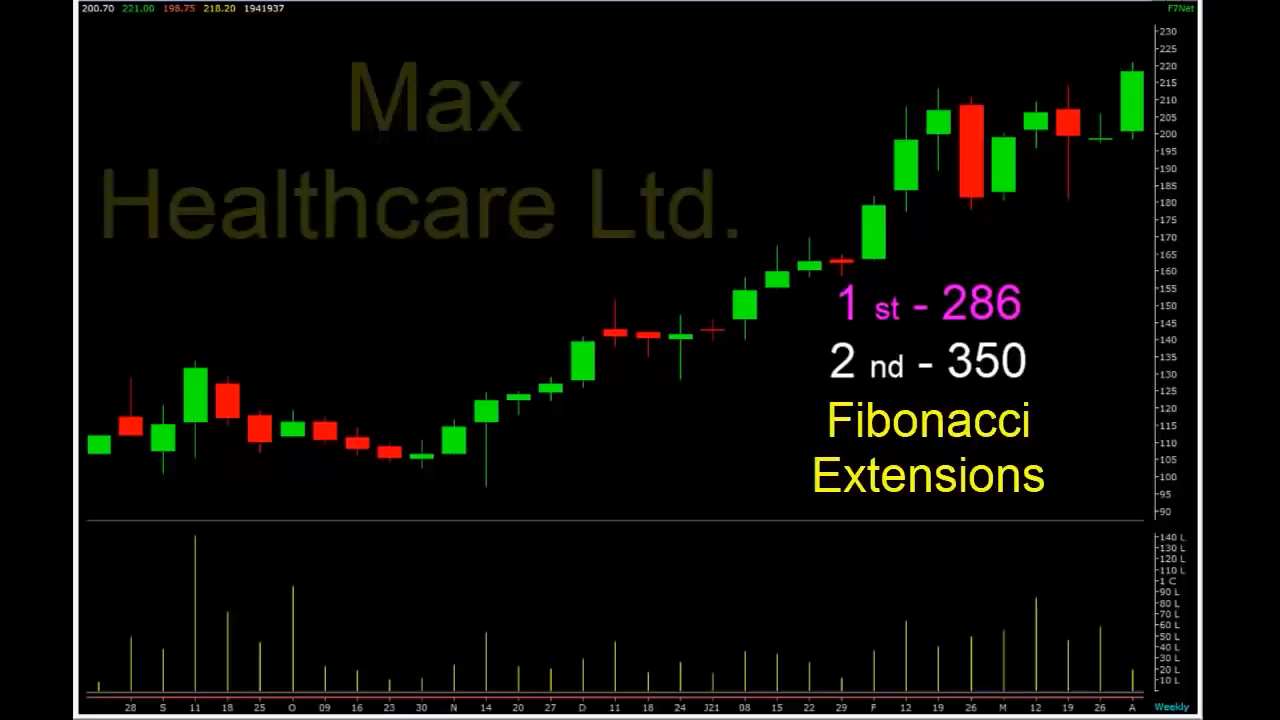 200.70 221.00 198.75 218.20 1941937
F7Net
Max
Healthcare Ltd.
1 st - 286
2 nd - 350
Fibonacci
Extensions
230
225
220
215
210
205
200
195
190
185
180
175
170
165
160
155
150
145
140
135
130
125
120
115
110
105
100
95
90
140 L
130 L
120 L
110 L
1 C
90 L
80 L
70 L
60 L
50 L
40 L
30 L
20 L
10 L
28 S 11 18 25 O 09 16 23 30 N 14 20 27 D 11 18 24 J21 08 15 22 29 F 12 19 26 M 12 19 26 A Weekly